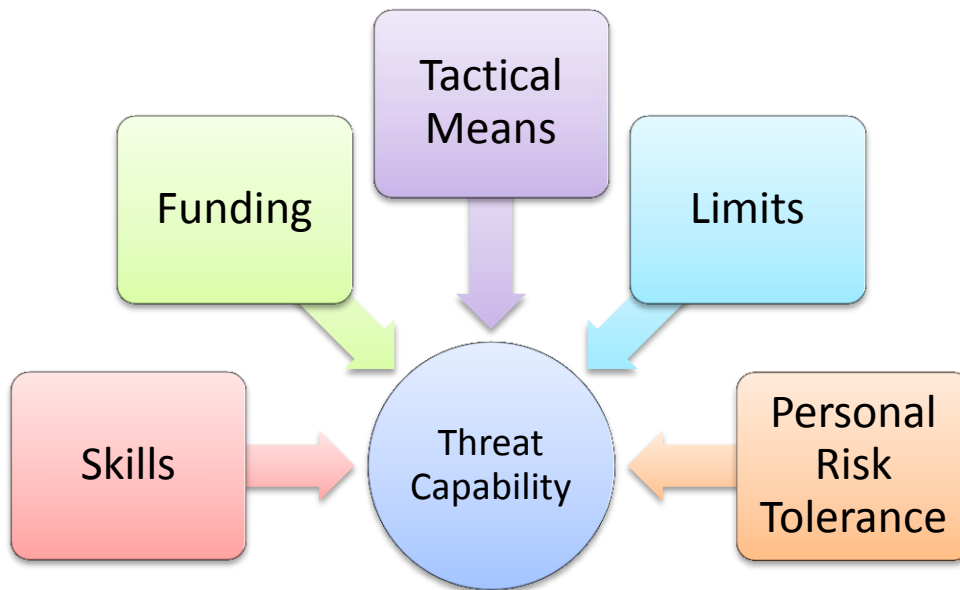 Tactical
Means
Funding
Limits
Skills
Threat
Capability
Personal
Risk
Tolerance